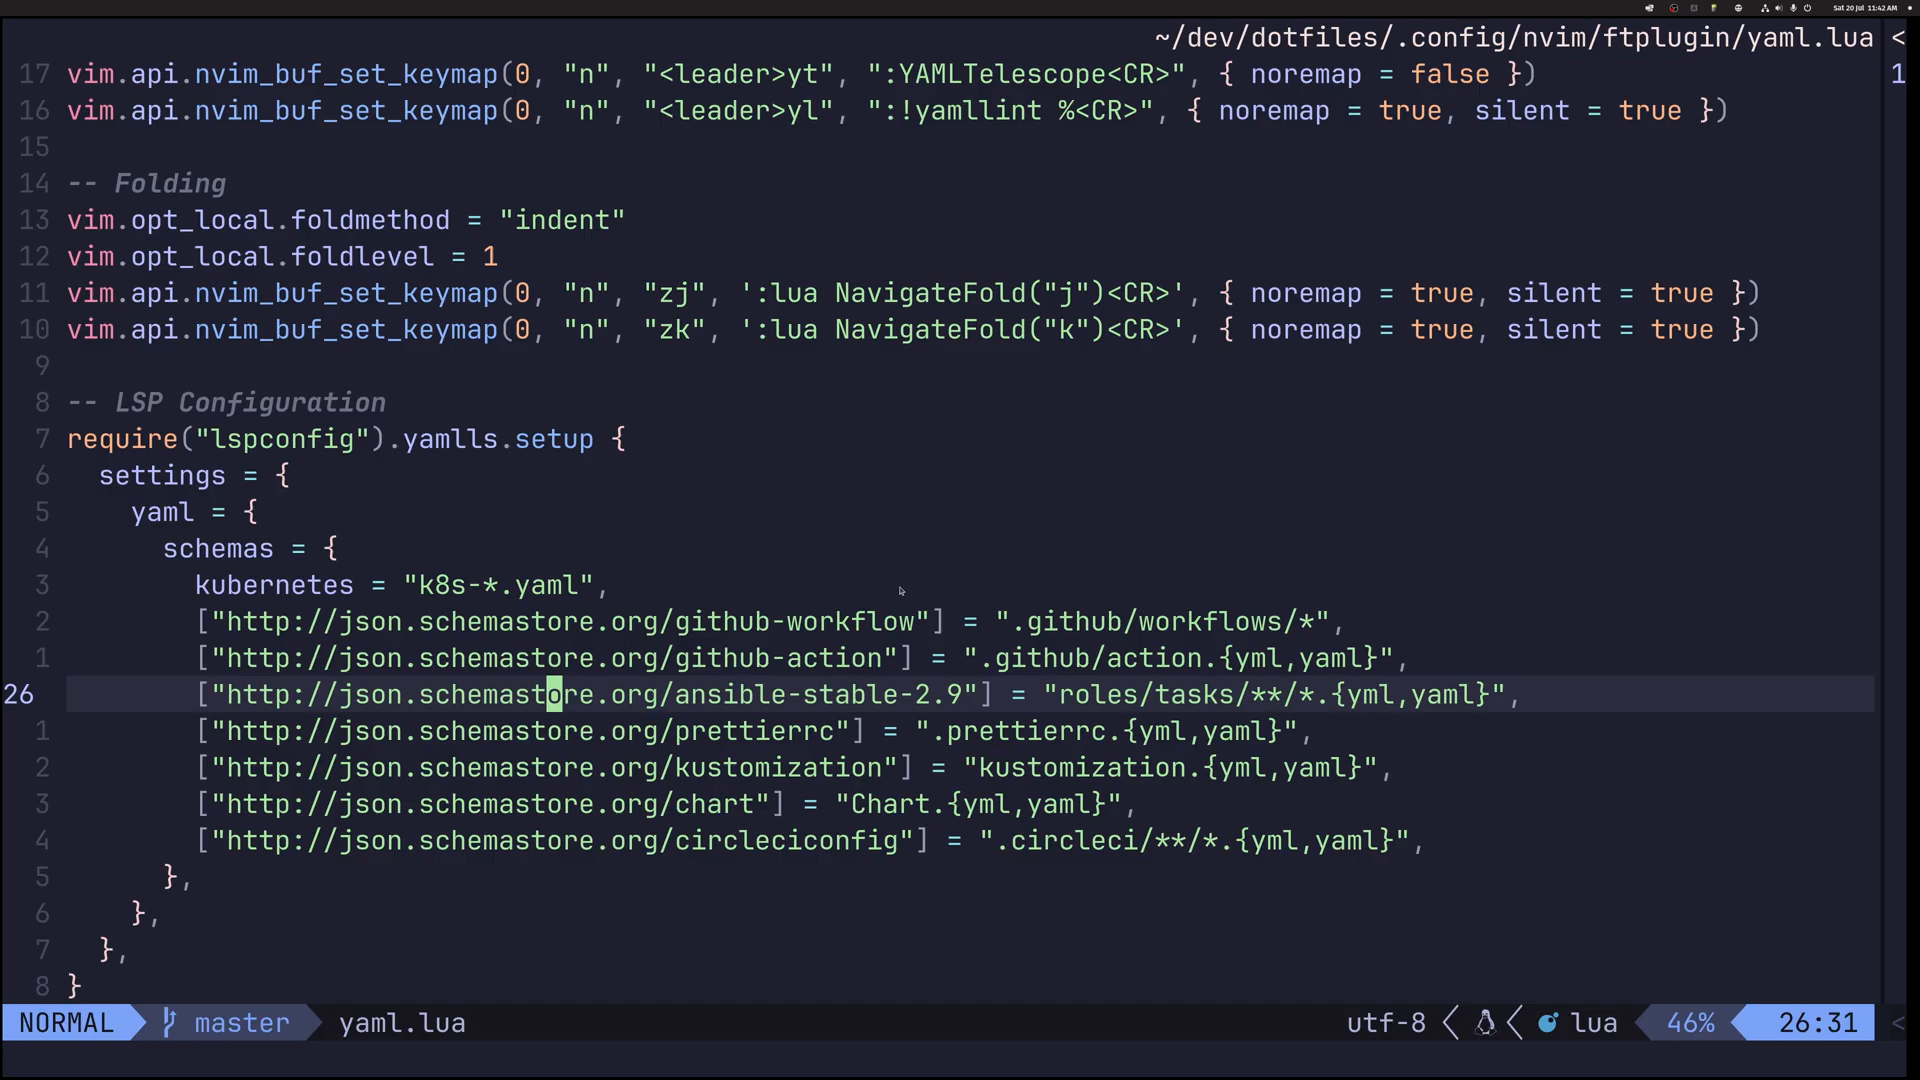 Sat 20 Jul 11:42 AM
~/dev/dotfiles/.config/nvim/ftplugin/yaml.lua <
17 vim.api.nvim_buf_set_keymap(0, "n", "<leader>yt", ":YAMLTelescope<CR>", { noremap = false }) 1
16 vim.api.nvim_buf_set_keymap(0, "n", "<leader>yl", ":!yamllint %<CR>", { noremap = true, silent = true })
15
14 -- Folding
13 vim.opt_local.foldmethod = "indent"
12 vim.opt_local.foldlevel = 1
11 vim.api.nvim_buf_set_keymap(0, "n", "zj", ':lua NavigateFold("j")<CR>', { noremap = true, silent = true })
10 vim.api.nvim_buf_set_keymap(0, "n", "zk", ':lua NavigateFold("k")<CR>', { noremap = true, silent = true })
9
8 -- LSP Configuration
7 require("lspconfig").yamlls.setup {
6   settings = {
5     yaml = {
4       schemas = {
3         kubernetes = "k8s-*.yaml",
2         ["http://json.schemastore.org/github-workflow"] = ".github/workflows/*",
1         ["http://json.schemastore.org/github-action"] = ".github/action.{yml,yaml}",
26         ["http://json.schemastore.org/ansible-stable-2.9"] = "roles/tasks/**/*.{yml,yaml}",
1         ["http://json.schemastore.org/prettierrc"] = ".prettierrc.{yml,yaml}",
2         ["http://json.schemastore.org/kustomization"] = "kustomization.{yml,yaml}",
3         ["http://json.schemastore.org/chart"] = "Chart.{yml,yaml}",
4         ["http://json.schemastore.org/circleciconfig"] = ".circleci/**/*.{yml,yaml}",
5       },
6     },
7   },
8 }
NORMAL master yaml.lua utf-8 < < lua 46% 26:31 <